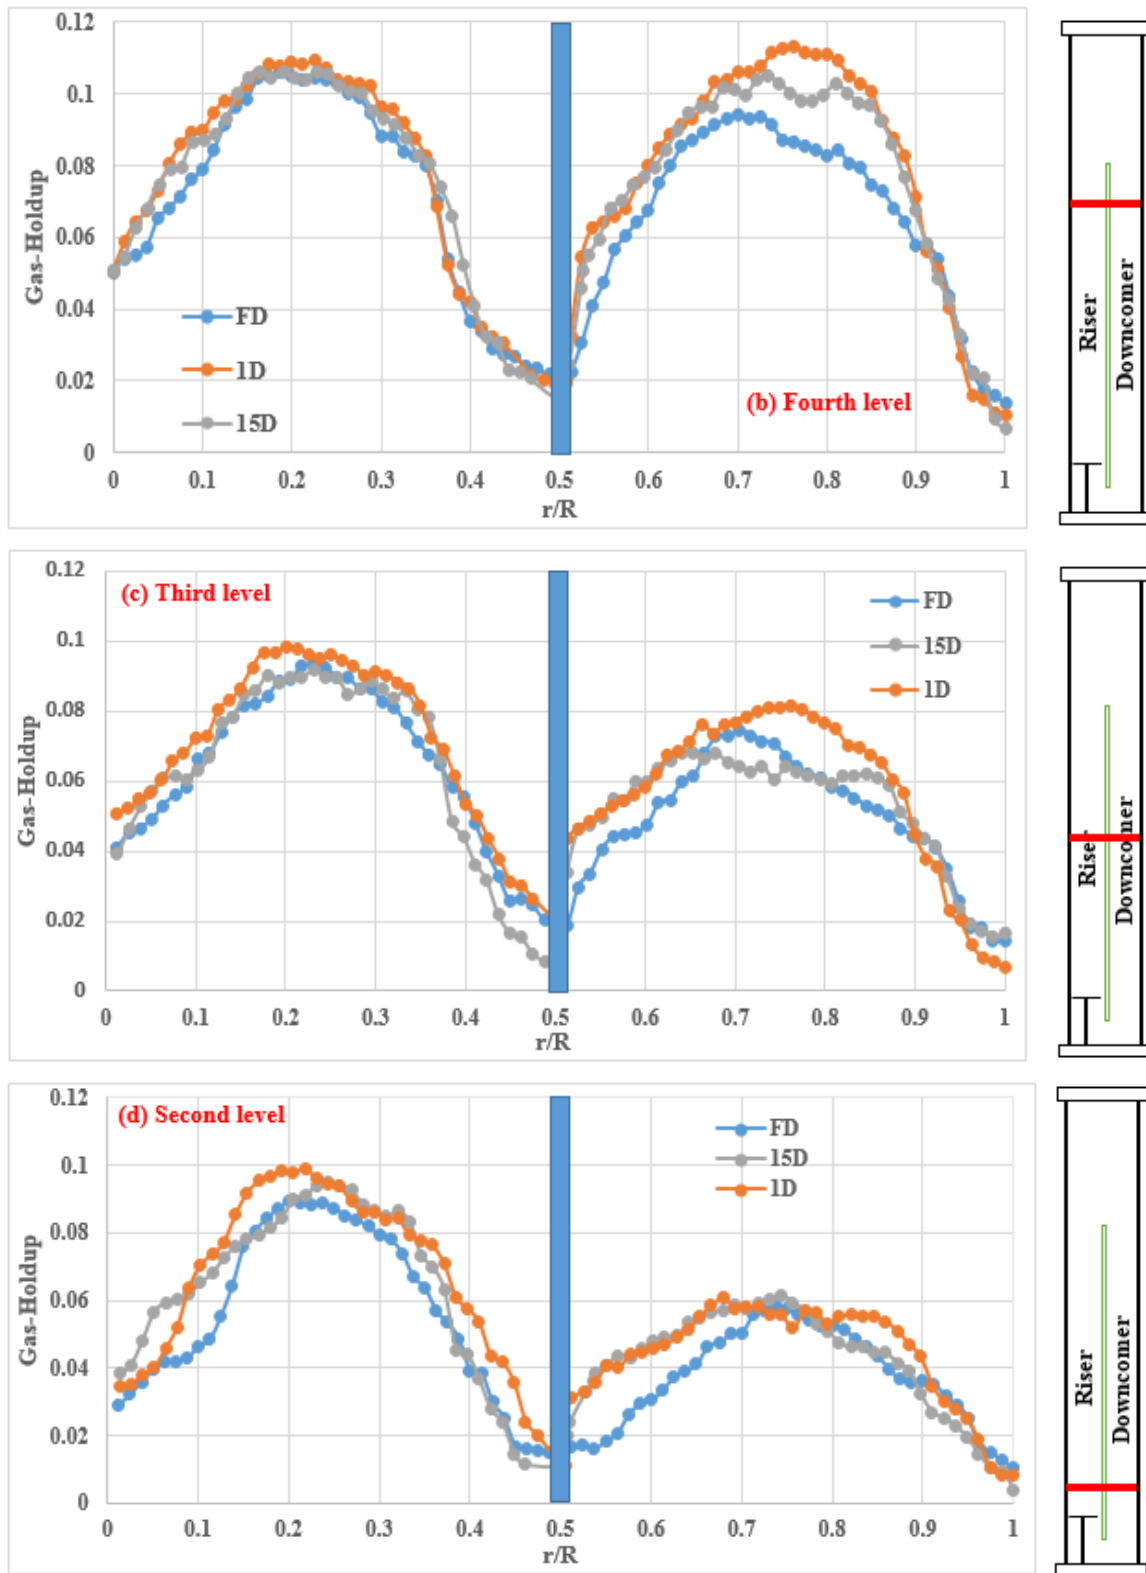 0.12
0.1
0.08
0.06
0.04
0.02
0
Gas-Holdup
FD
1D
15D
(b) Fourth level
0 0.1 0.2 0.3 0.4 0.5 0.6 0.7 0.8 0.9 1
r/R
Riser
Downcomer
0.12
0.1
0.08
0.06
0.04
0.02
0
Gas-Holdup
(c) Third level
FD
15D
1D
0 0.1 0.2 0.3 0.4 0.5 0.6 0.7 0.8 0.9 1
r/R
Riser
Downcomer
0.12
0.1
0.08
0.06
0.04
0.02
0
Gas-Holdup
(d) Second level
FD
15D
1D
0 0.1 0.2 0.3 0.4 0.5 0.6 0.7 0.8 0.9 1
r/R
Riser
Downcomer